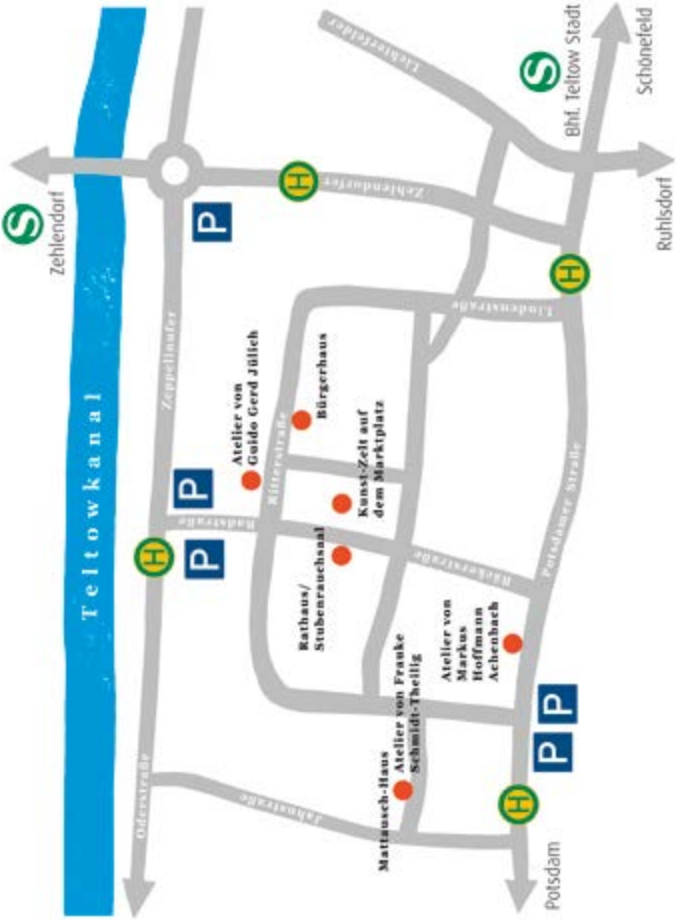 Teltowkanal
S
Zehlendorf
Oderstraße
H
P
P
Zeppelinufer
P
Badstraße
Jahnstraße
Atelier von
Guido Gerd Jülich
Ritterstraße
Bürgerhaus
H
Zehlendorfer
Lichterfelder
Rathaus/
Stubenrauchsaal
Kunst-Zelt auf
dem Marktplatz
Mattausch-Haus
Atelier von Frauke
Schmidt-Theilig
Atelier von
Markus
Hoffmann
Achenbach
Bäckerstraße
Lindenstraße
Potsdamer Straße
H
P
P
H
S
Bhf. Teltow Stadt
Potsdam
Schönefeld
Ruhlsdorf